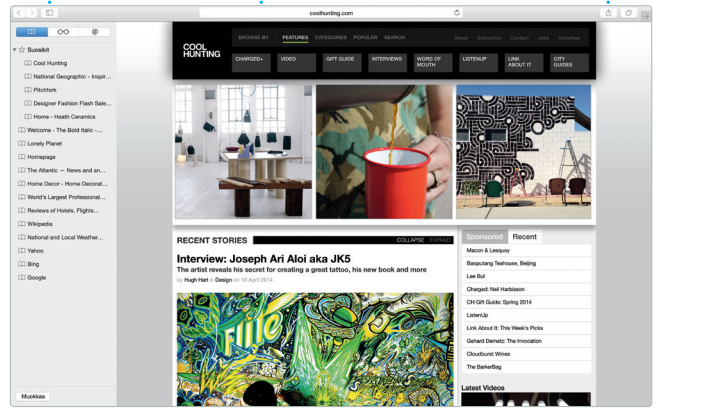 coolhunting.com
@
Suosikit
Cool Hunting
National Geographic - Inspir...
Pitchfork
Designer Fashion Flash Sale...
Home - Heath Ceramics
Welcome - The Bold Italic -...
Lonely Planet
Homepage
The Atlantic — News and an...
Home Decor - Home Decorat...
World's Largest Professional...
Reviews of Hotels, Flights...
Wikipedia
National and Local Weather...
Yahoo
Bing
Google
Muokkaa
COOL
HUNTING
BROWSE BY FEATURES CATEGORIES POPULAR SEARCH
About Subscribe Contact Jobs Advertise
CHARGED+ VIDEO GIFT GUIDE INTERVIEWS WORD OF MOUTH LISTENUP LINK ABOUT IT CITY GUIDES
RECENT STORIES COLLAPSE EXPAND
Interview: Joseph Ari Aloi aka JK5
The artist reveals his secret for creating a great tattoo, his new book and more
by Hugh Hart in Design on 10 April 2014
Sponsored Recent
Macon & Lesquoy
Baoputang Teahouse, Beijing
Lee Bul
Charged: Neil Harbisson
CH Gift Guide: Spring 2014
ListenUp
Link About It: This Week's Picks
Gehard Demetz: The Invocation
Cloudburst Wines
The BarkerBag
Latest Videos